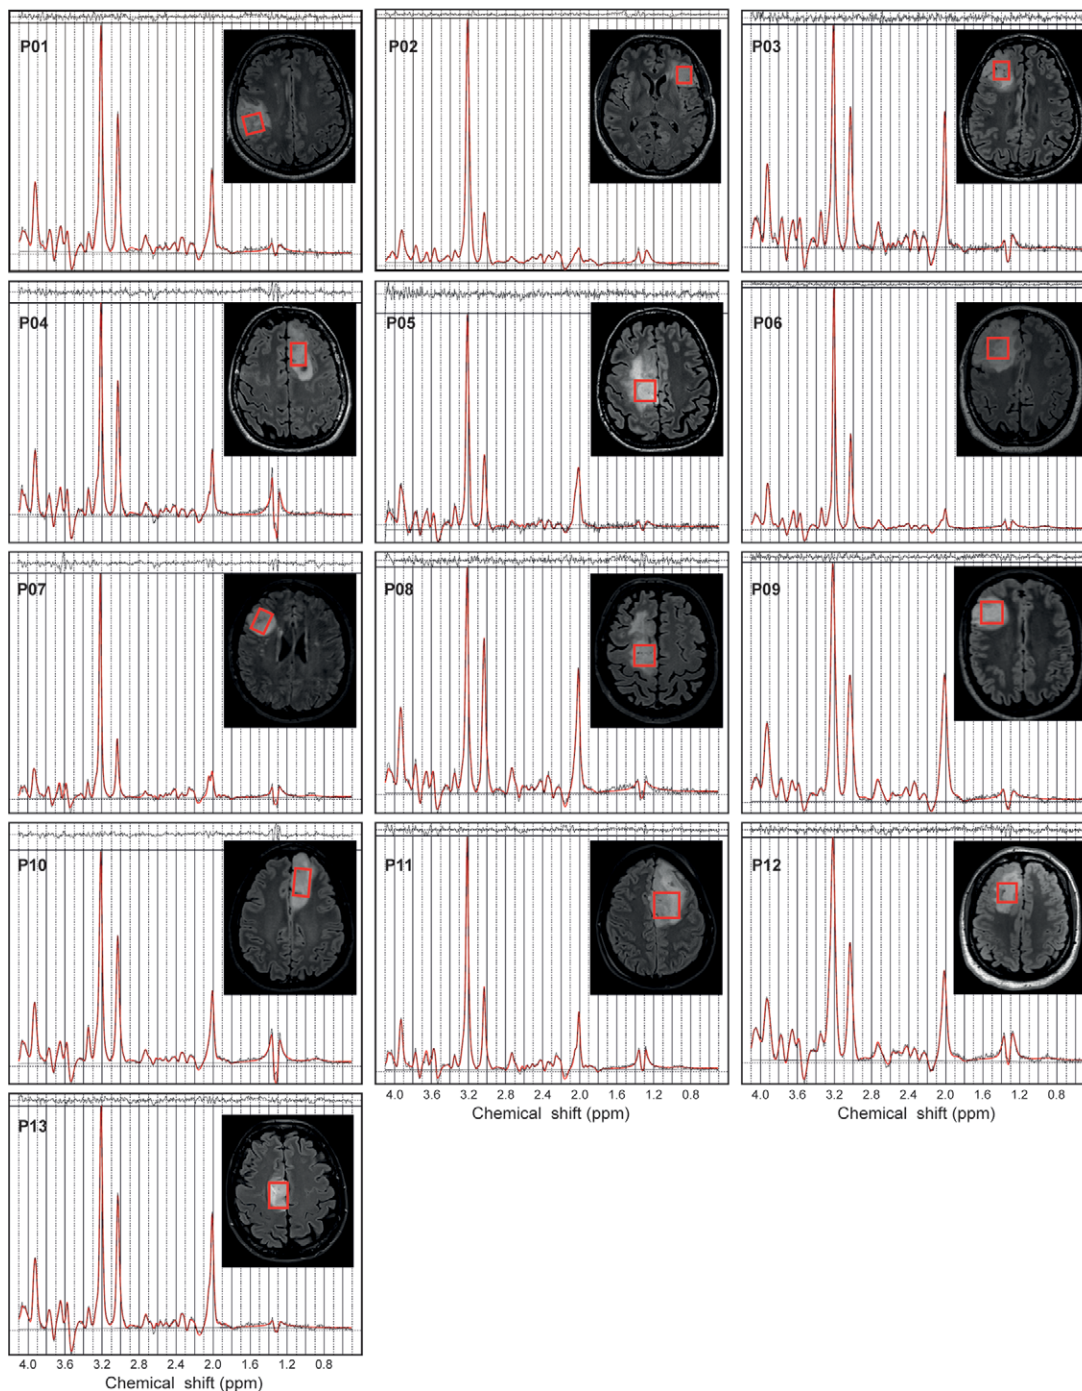 P01
P02
P03
P04
P05
P06
P07
P08
P09
P10
P11
P12
4.0 3.6 3.2 2.8 2.4 2.0 1.6 1.2 0.8
Chemical shift (ppm)
4.0 3.6 3.2 2.8 2.4 2.0 1.6 1.2 0.8
Chemical shift (ppm)
P13
4.0 3.6 3.2 2.8 2.4 2.0 1.6 1.2 0.8
Chemical shift (ppm)